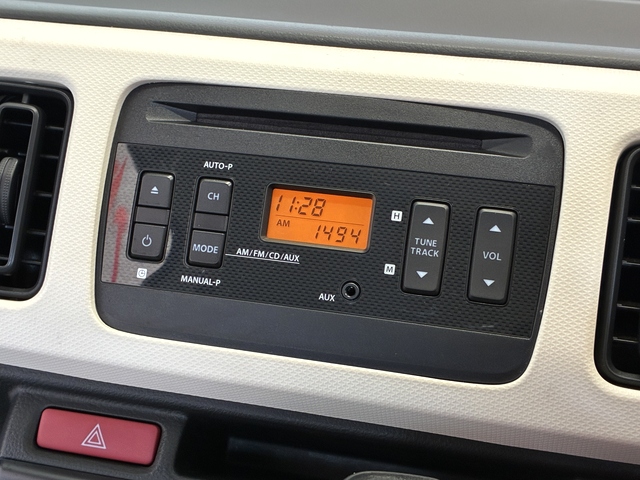 AUTO-P
CH
11:28
AM
1494
H
TUNE
TRACK
VOL
MODE
AM/FM/CD/AUX
M
MANUAL-P
AUX